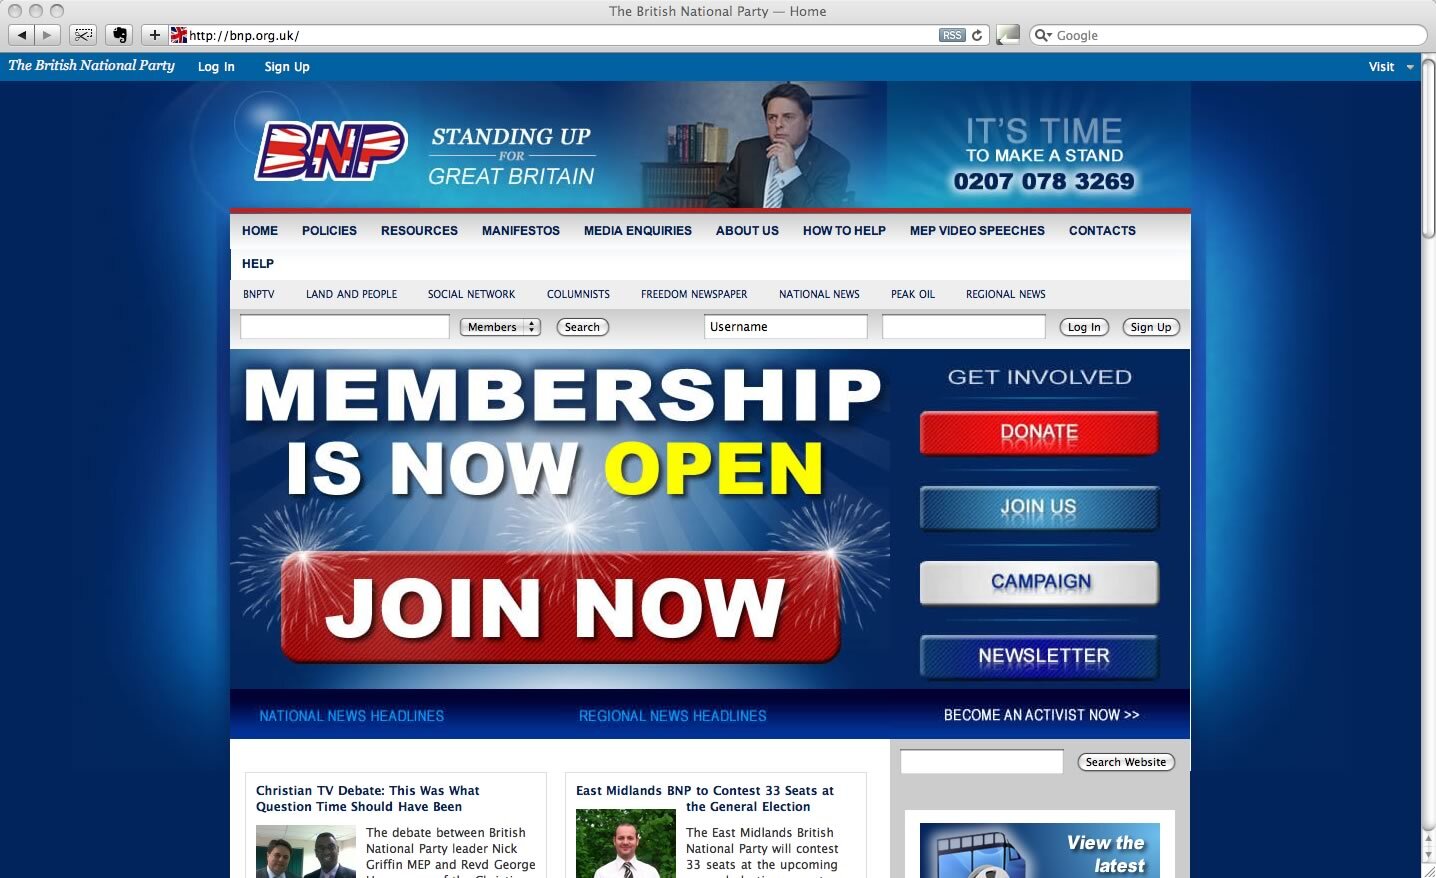 The British National Party — Home
http://bnp.org.uk/
RSS
Google
The British National Party Log In Sign Up Visit
BNP
STANDING UP
FOR
GREAT BRITAIN
IT'S TIME
TO MAKE A STAND
0207 078 3269
HOME POLICIES RESOURCES MANIFESTOS MEDIA ENQUIRIES ABOUT US HOW TO HELP MEP VIDEO SPEECHES CONTACTS
HELP
BNPTV LAND AND PEOPLE SOCIAL NETWORK COLUMNISTS FREEDOM NEWSPAPER NATIONAL NEWS PEAK OIL REGIONAL NEWS
Members Search Username Log In Sign Up
MEMBERSHIP
IS NOW OPEN
JOIN NOW
GET INVOLVED
DONATE
JOIN US
CAMPAIGN
NEWSLETTER
NATIONAL NEWS HEADLINES
REGIONAL NEWS HEADLINES
BECOME AN ACTIVIST NOW >>
Christian TV Debate: This Was What
Question Time Should Have Been
The debate between British
National Party leader Nick
Griffin MEP and Revd George
East Midlands BNP to Contest 33 Seats at
the General Election
The East Midlands British
National Party will contest
33 seats at the upcoming
Search Website
View the
latest